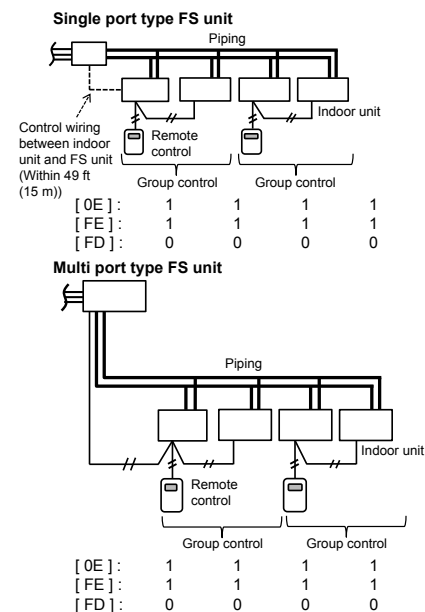 Single port type FS unit
Piping
Indoor unit
Control wiring
between indoor
unit and FS unit
(Within 49 ft
(15 m))
Remote
control
Group control
Group control
[ 0E ] : 1 1 1 1
[ FE ] : 1 1 1 1
[ FD ] : 0 0 0 0
Multi port type FS unit
Piping
Indoor unit
Remote
control
Group control
Group control
[ 0E ] : 1 1 1 1
[ FE ] : 1 1 1 1
[ FD ] : 0 0 0 0